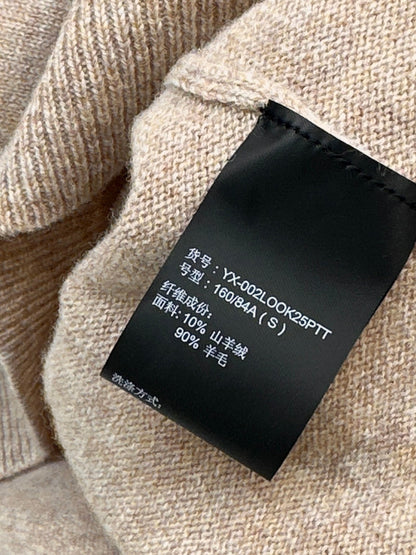 货号：YX-002LOOK25PTT
号型：160/84A ( S )
纤维成份:
面料: 10% 山羊绒
90% 羊毛
洗涤方式: